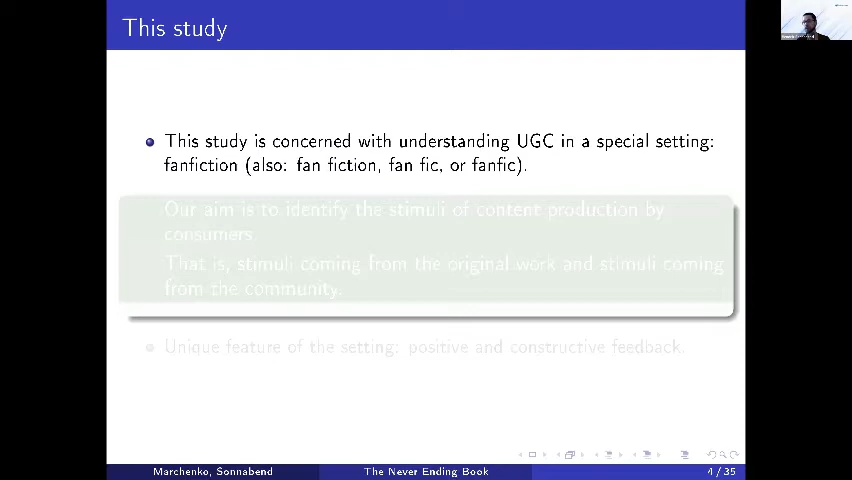 This study
This study is concerned with understanding UGC in a special setting:
fanfiction (also: fan fiction, fan fic, or fanfic).
Our aim is to identify the stimuli of content production by
consumers.
That is, stimuli coming from the original work and stimuli coming
from the community.
Unique feature of the setting: positive and constructive feedback.
Marchenko, Sonnabend
The Never Ending Book
4 / 35